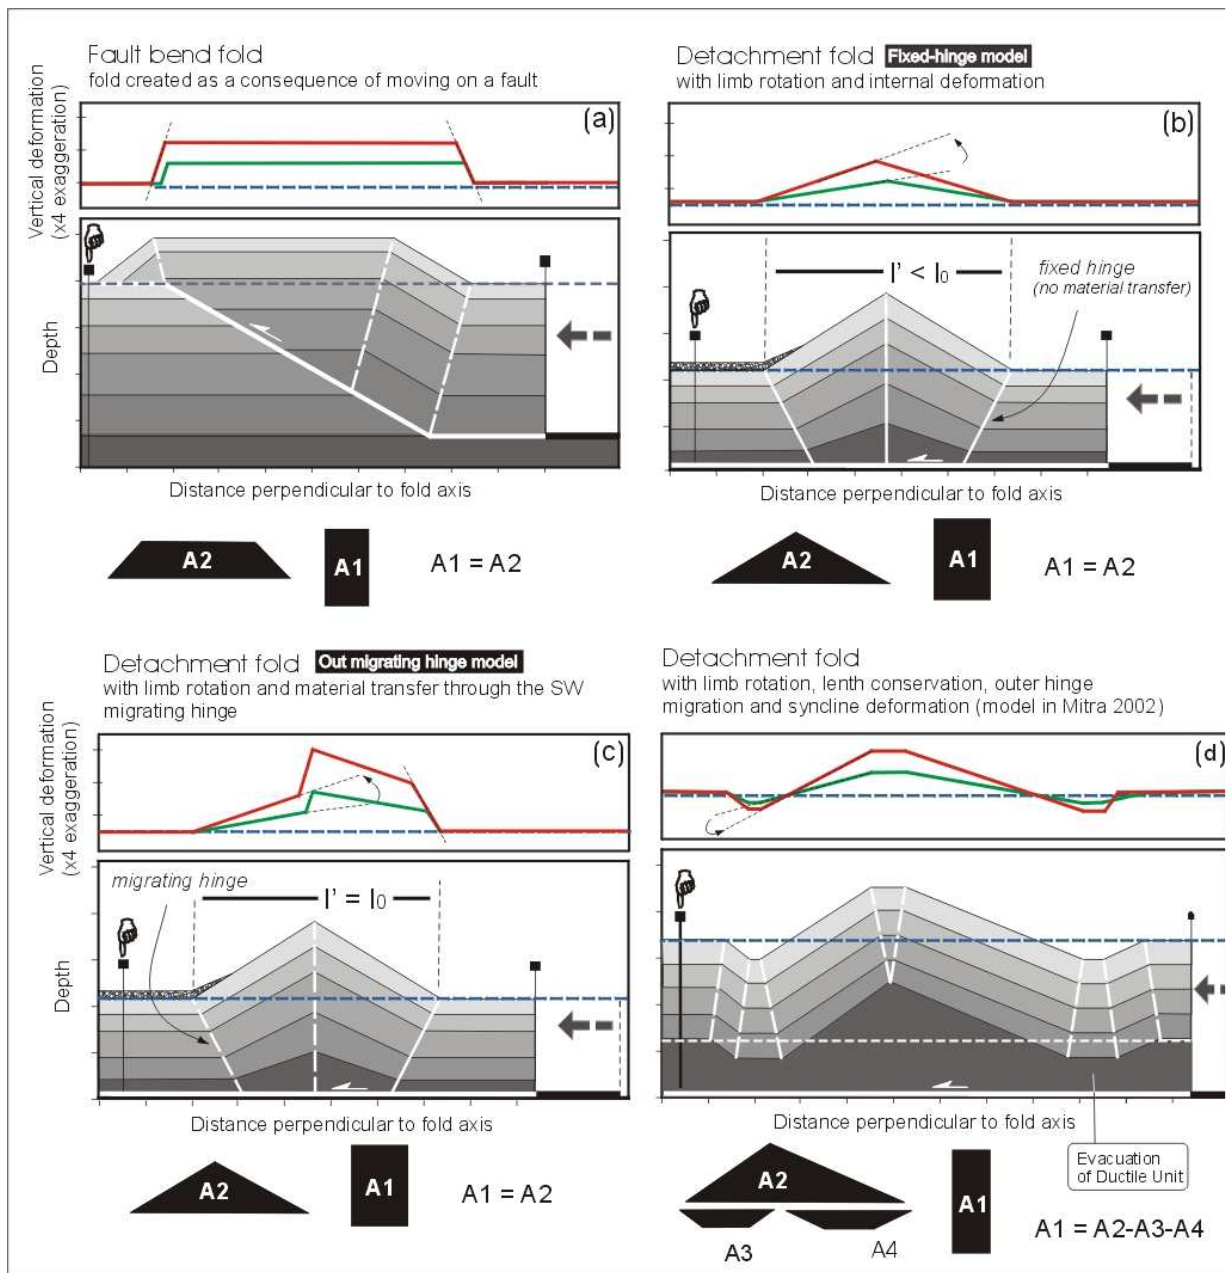 Fault bend fold
fold created as a consequence of moving on a fault
Vertical deformation
(x4 exaggeration)
(a)
Depth
Distance perpendicular to fold axis
A2
A1
A1 = A2
Detachment fold Fixed-hinge model
with limb rotation and internal deformation
(b)
l' < l0
fixed hinge
(no material transfer)
Distance perpendicular to fold axis
A2
A1
A1 = A2
Detachment fold Out migrating hinge model
with limb rotation and material transfer through the SW
migrating hinge
Vertical deformation
(x4 exaggeration)
(c)
migrating hinge
l' = l0
Depth
Distance perpendicular to fold axis
A2
A1
A1 = A2
Detachment fold
with limb rotation, lenth conservation, outer hinge
migration and syncline deformation (model in Mitra 2002)
(d)
Distance perpendicular to fold axis
Evacuation
of Ductile Unit
A2
A1
A3
A4
A1 = A2-A3-A4